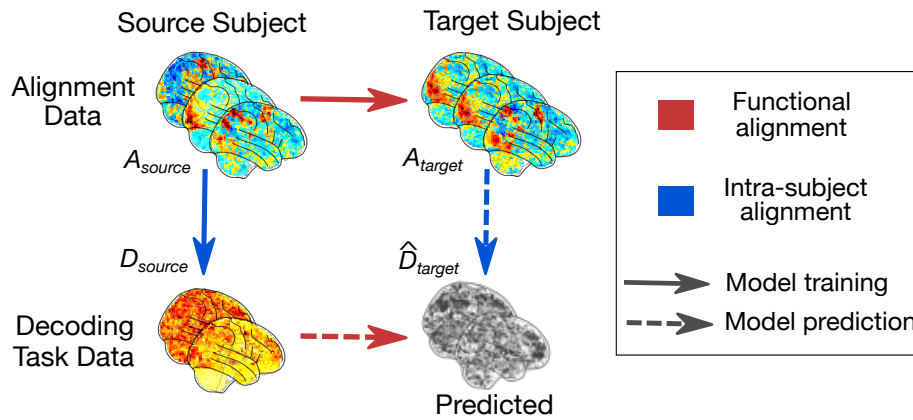 Source Subject
Target Subject
Alignment
Data
A_source
A_target
D_source
D̂_target
Decoding
Task Data
Predicted
Functional
alignment
Intra-subject
alignment
Model training
Model prediction